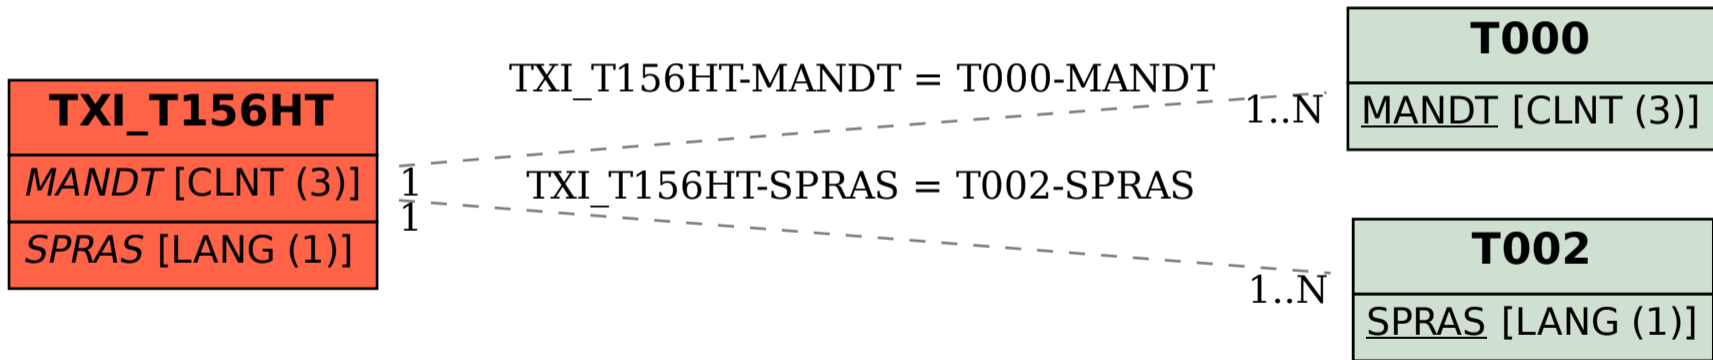 TXI_T156HT
MANDT [CLNT (3)]
SPRAS [LANG (1)]
TXI_T156HT-MANDT = T000-MANDT
1
1..N
TXI_T156HT-SPRAS = T002-SPRAS
1
1..N
T000
MANDT [CLNT (3)]
T002
SPRAS [LANG (1)]